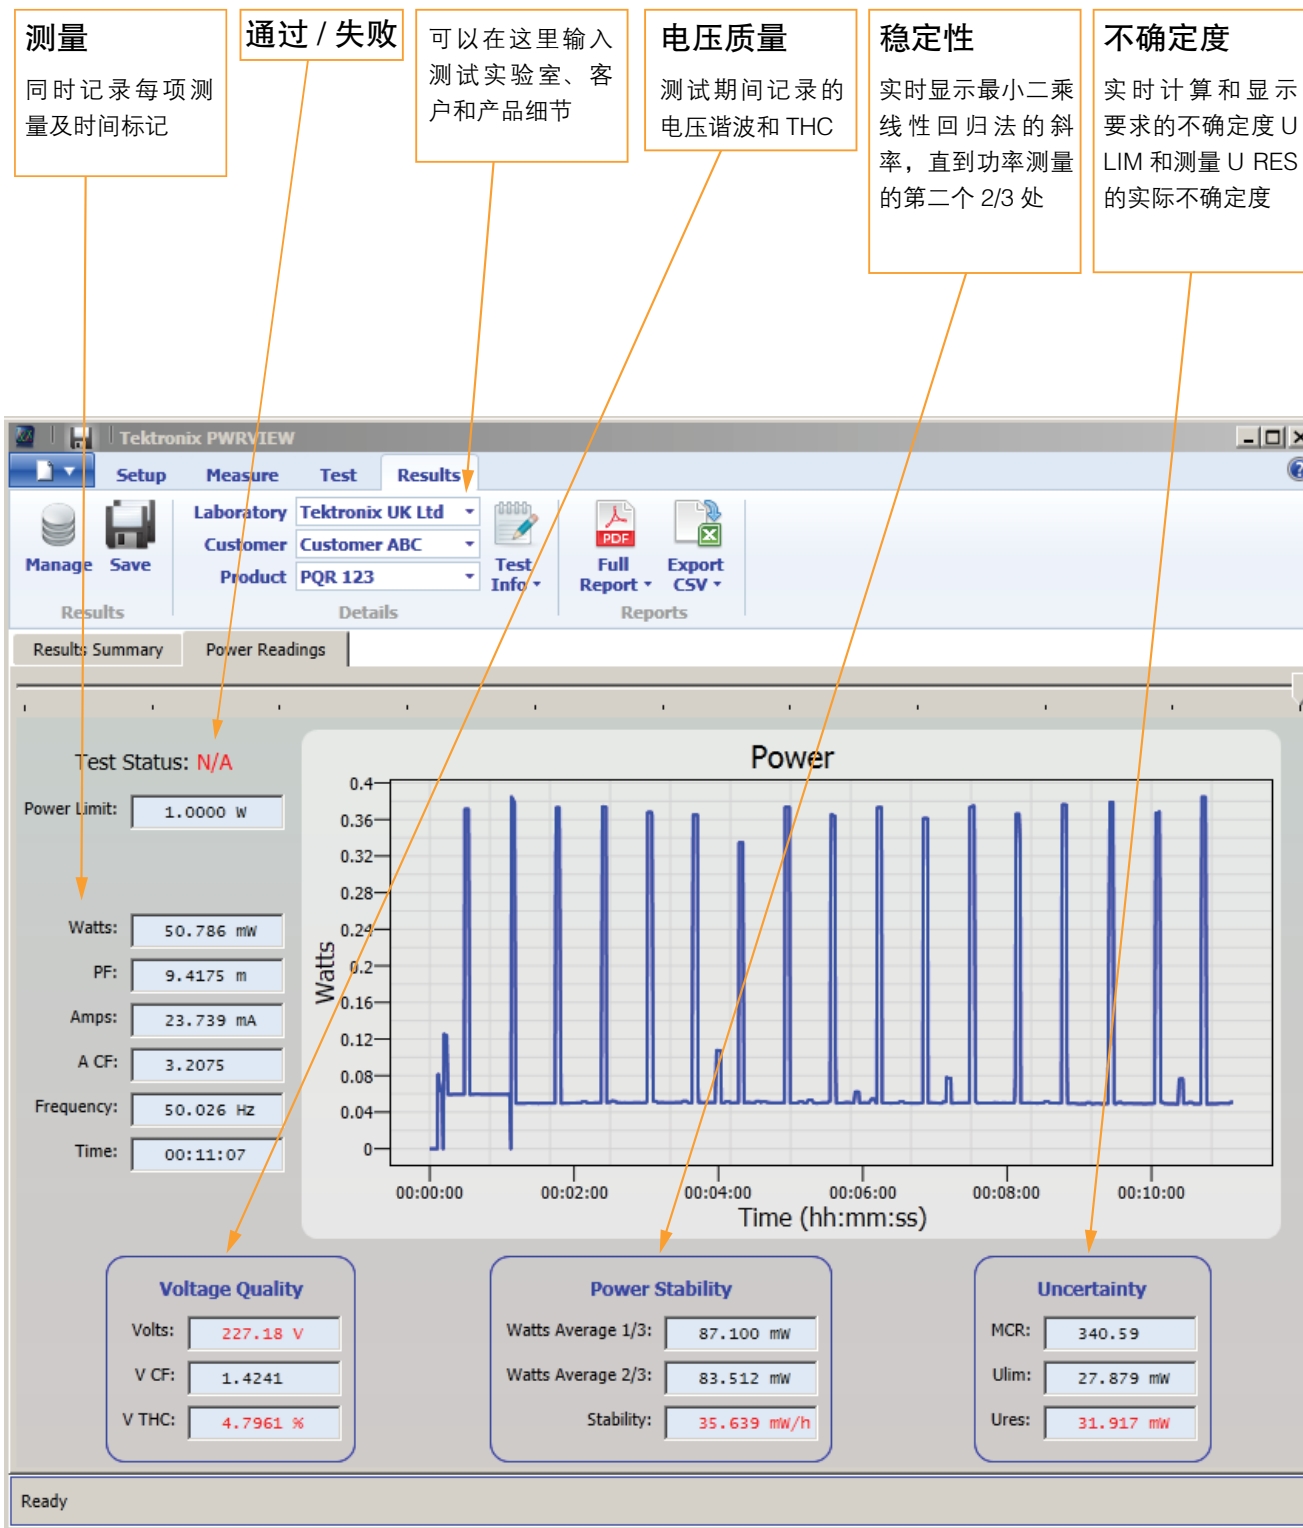 测量
同时记录每项测
量及时间标记
通过 / 失败
可以在这里输入
测试实验室、客
户和产品细节
电压质量
测试期间记录的
电压谐波和 THC
稳定性
实时显示最小二乘
线性回归法的斜
率，直到功率测量
的第二个 2/3 处
不确定度
实时计算和显示
要求的不确定度 U
LIM 和测量 U RES
的实际不确定度
Tektronix PWRVIEW
Setup Measure Test Results
Laboratory Tektronix UK Ltd
Customer Customer ABC
Product PQR 123
Manage Save
Test
Info
PDF
Full
Report
Export
CSV
Results Details Reports
Results Summary Power Readings
Test Status: N/A
Power Limit: 1.0000 W
Watts: 50.786 mW
PF: 9.4175 m
Amps: 23.739 mA
A CF: 3.2075
Frequency: 50.026 Hz
Time: 00:11:07
Power
Watts
0.4
0.36
0.32
0.28
0.24
0.2
0.16
0.12
0.08
0.04
0
00:00:00 00:02:00 00:04:00 00:06:00 00:08:00 00:10:00
Time (hh:mm:ss)
Voltage Quality
Volts: 227.18 V
V CF: 1.4241
V THC: 4.7961 %
Power Stability
Watts Average 1/3: 87.100 mW
Watts Average 2/3: 83.512 mW
Stability: 35.639 mW/h
Uncertainty
MCR: 340.59
Ulim: 27.879 mW
Ures: 31.917 mW
Ready